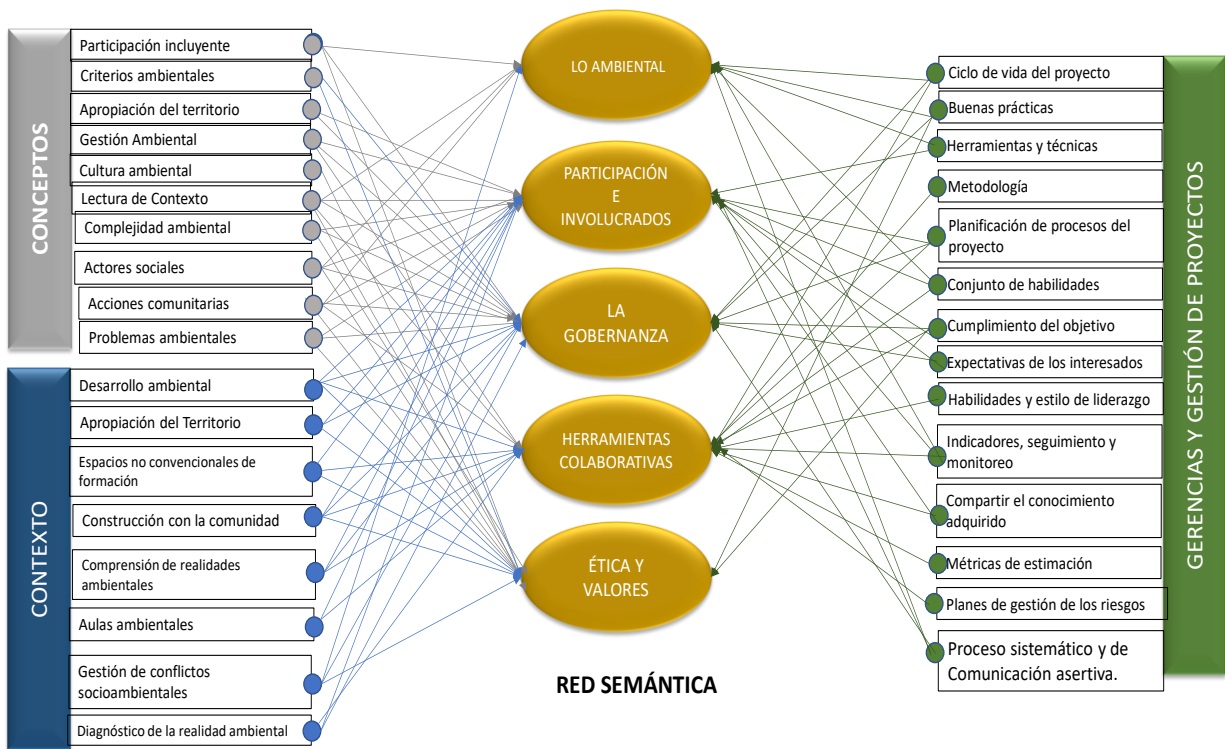 CONCEPTOS
Participación incluyente
Criterios ambientales
Apropiación del territorio
Gestión Ambiental
Cultura ambiental
Lectura de Contexto
Complejidad ambiental
Actores sociales
Acciones comunitarias
Problemas ambientales
CONTEXTO
Desarrollo ambiental
Apropiación del Territorio
Espacios no convencionales de
formación
Construcción con la comunidad
Comprensión de realidades
ambientales
Aulas ambientales
Gestión de conflictos
socioambientales
Diagnóstico de la realidad ambiental
LO AMBIENTAL
PARTICIPACIÓN
E
INVOLUCRADOS
LA
GOBERNANZA
HERRAMIENTAS
COLABORATIVAS
ÉTICA Y
VALORES
RED SEMÁNTICA
Ciclo de vida del proyecto
Buenas prácticas
Herramientas y técnicas
Metodología
Planificación de procesos del
proyecto
Conjunto de habilidades
Cumplimiento del objetivo
Expectativas de los interesados
Habilidades y estilo de liderazgo
Indicadores, seguimiento y
monitoreo
Compartir el conocimiento
adquirido
Métricas de estimación
Planes de gestión de los riesgos
Proceso sistemático y de
Comunicación asertiva.
GERENCIAS Y GESTIÓN DE PROYECTOS